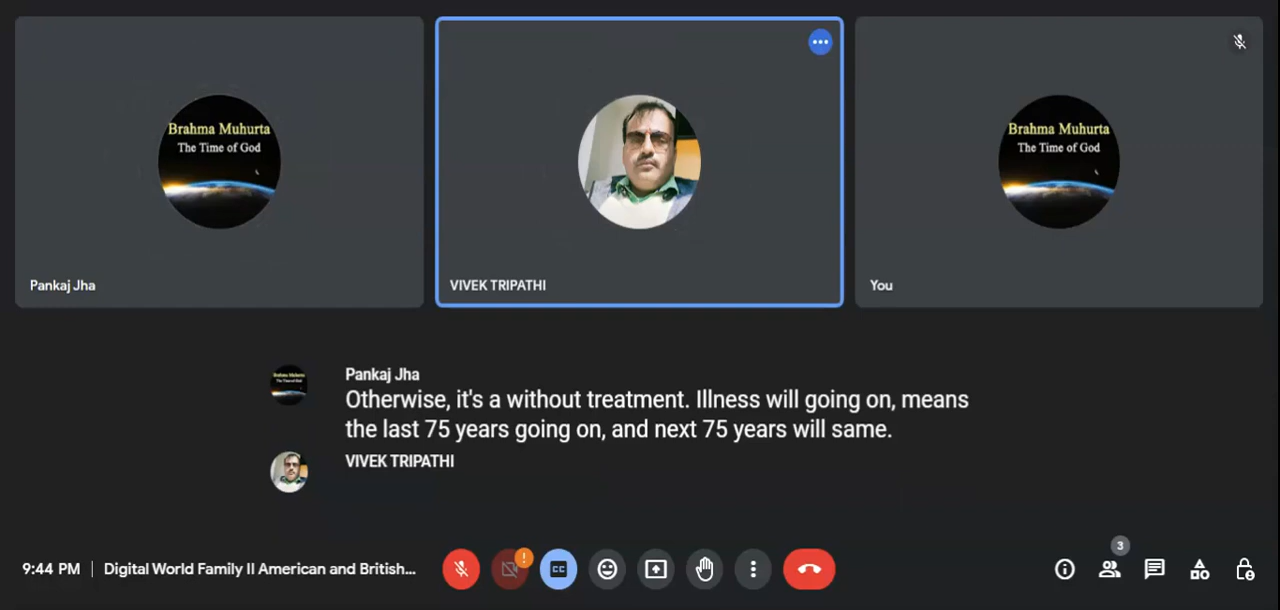 Brahma Muhurta
The Time of God
Brahma Muhurta
The Time of God
Pankaj Jha
VIVEK TRIPATHI
You
Pankaj Jha
Otherwise, it's a without treatment. Illness will going on, means
the last 75 years going on, and next 75 years will same.
VIVEK TRIPATHI
3
9:44 PM | Digital World Family II American and British...
CC